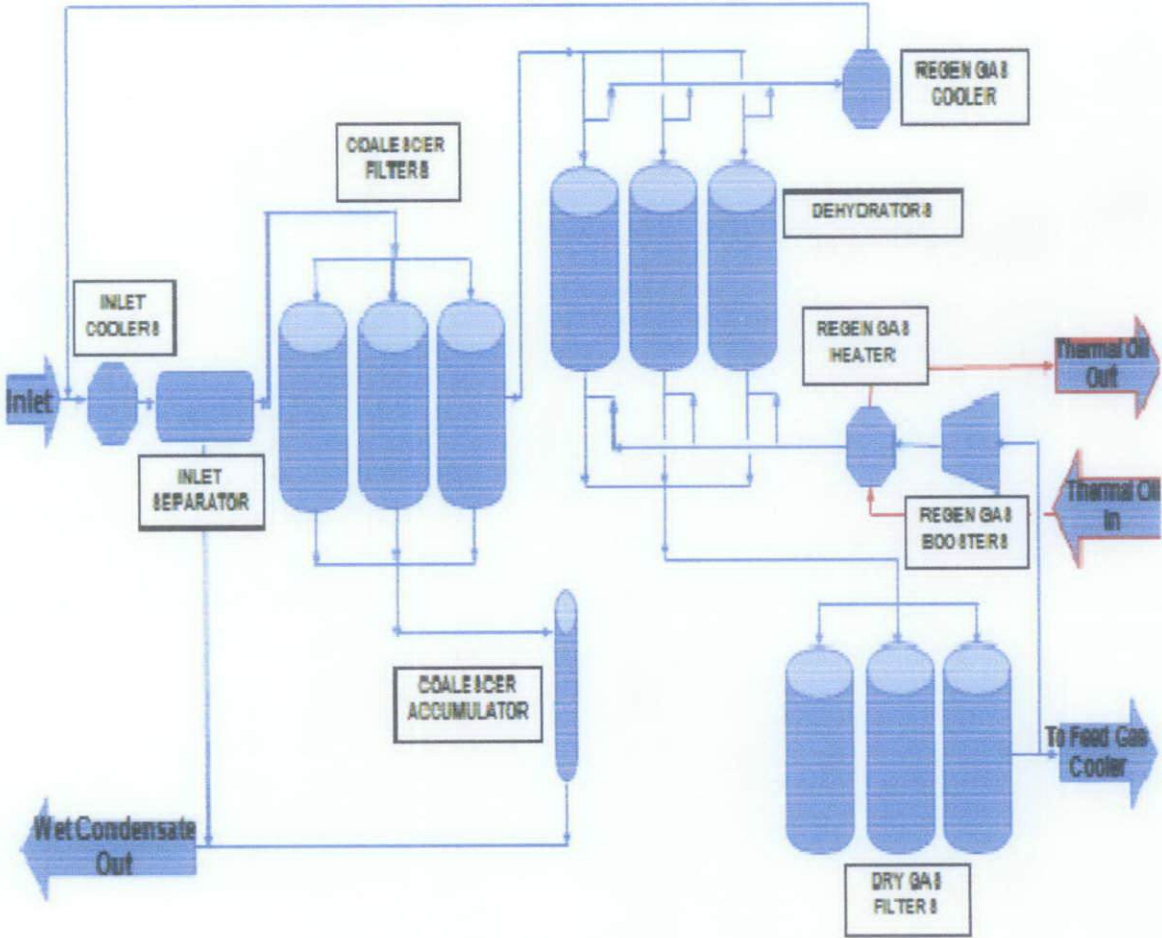 REGEN GAS
COOLER
COALESCER
FILTERS
DEHYDRATORS
INLET
COOLERS
REGEN GAS
HEATER
Thermal Oil
Out
Inlet
INLET
SEPARATOR
REGEN GAS
BOOSTERS
Thermal Oil
In
COALESCER
ACCUMULATOR
To Feed Gas
Cooler
Wet Condensate
Out
DRY GAS
FILTERS